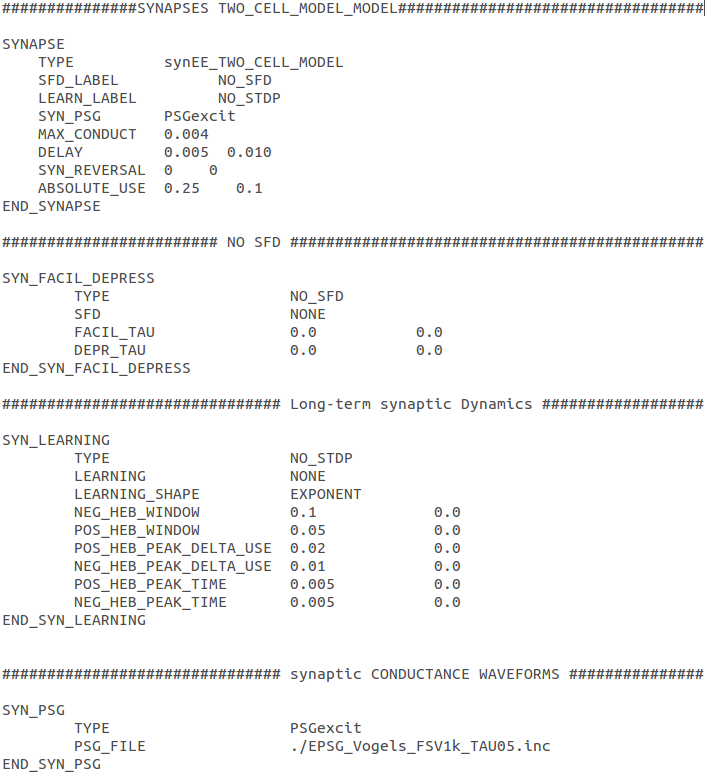 ###############SYNAPSES TWO_CELL_MODEL_MODEL##################################
SYNAPSE
TYPE synEE_TWO_CELL_MODEL
SFD_LABEL NO_SFD
LEARN_LABEL NO_STDP
SYN_PSG PSGexcit
MAX_CONDUCT 0.004
DELAY 0.005 0.010
SYN_REVERSAL 0 0
ABSOLUTE_USE 0.25 0.1
END_SYNAPSE
########################### NO SFD ##############################################
SYN_FACIL_DEPRESS
TYPE NO_SFD
SFD NONE
FACIL_TAU 0.0 0.0
DEPR_TAU 0.0 0.0
END_SYN_FACIL_DEPRESS
############################### Long-term synaptic Dynamics ##################
SYN_LEARNING
TYPE NO_STDP
LEARNING NONE
LEARNING_SHAPE EXPONENT
NEG_HEB_WINDOW 0.1 0.0
POS_HEB_WINDOW 0.05 0.0
POS_HEB_PEAK_DELTA_USE 0.02 0.0
NEG_HEB_PEAK_DELTA_USE 0.01 0.0
POS_HEB_PEAK_TIME 0.005 0.0
NEG_HEB_PEAK_TIME 0.005 0.0
END_SYN_LEARNING
############################### synaptic CONDUCTANCE WAVEFORMS ###############
SYN_PSG
TYPE PSGexcit
PSG_FILE ./EPSG_Vogels_FSV1k_TAU05.inc
END_SYN_PSG